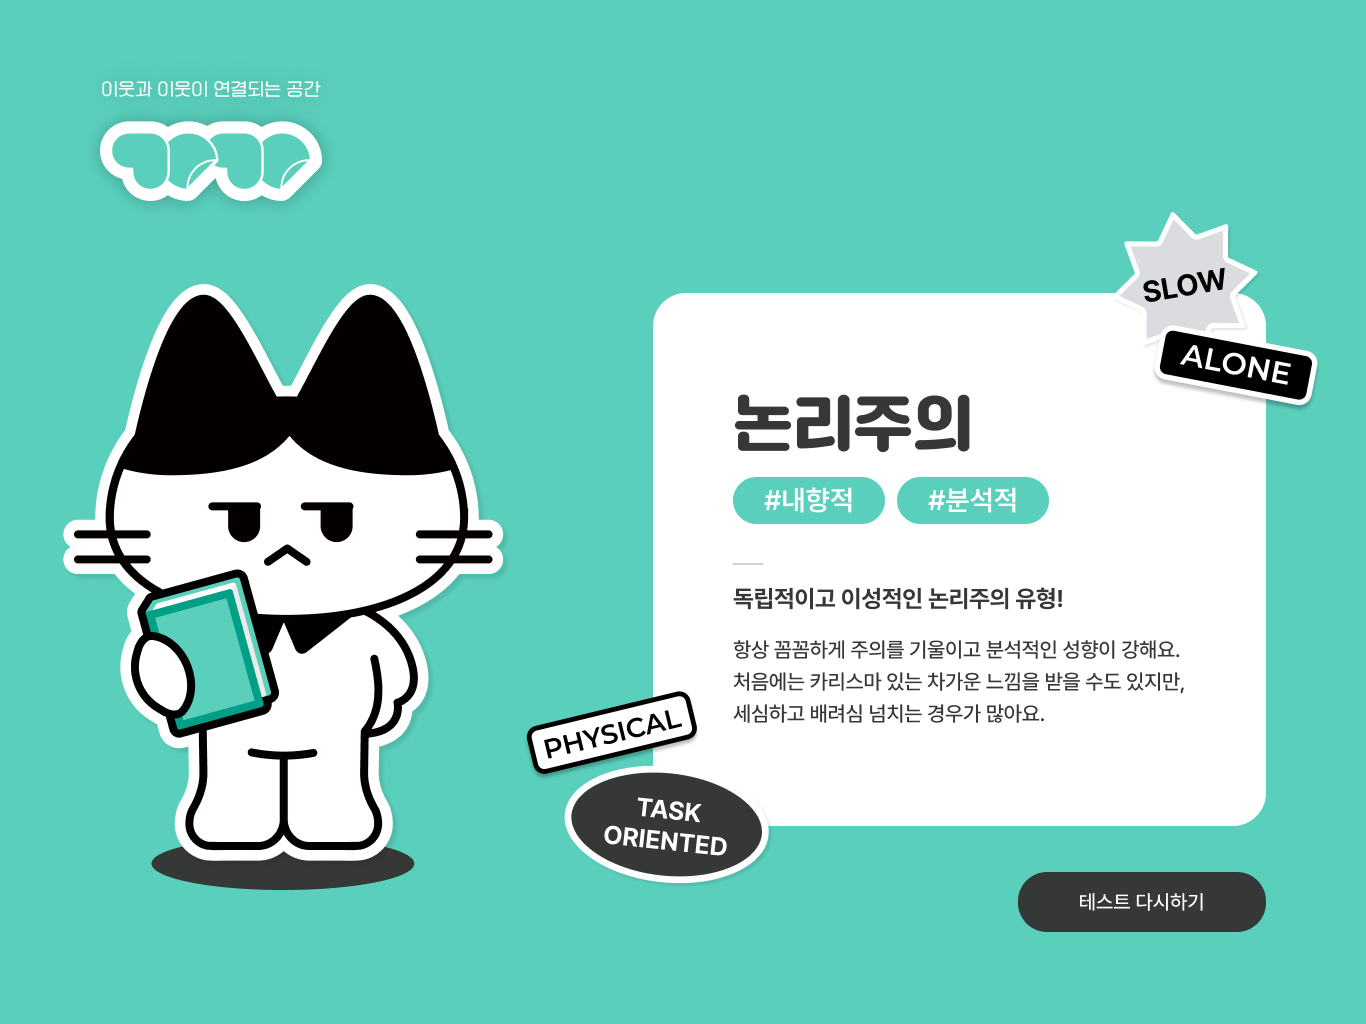 이웃과 이웃이 연결되는 공간
SLOW
ALONE
논리주의
#내향적 #분석적
독립적이고 이성적인 논리주의 유형!
항상 꼼꼼하게 주의를 기울이고 분석적인 성향이 강해요.
처음에는 카리스마 있는 차가운 느낌을 받을 수도 있지만,
세심하고 배려심 넘치는 경우가 많아요.
PHYSICAL
TASK
ORIENTED
테스트 다시하기